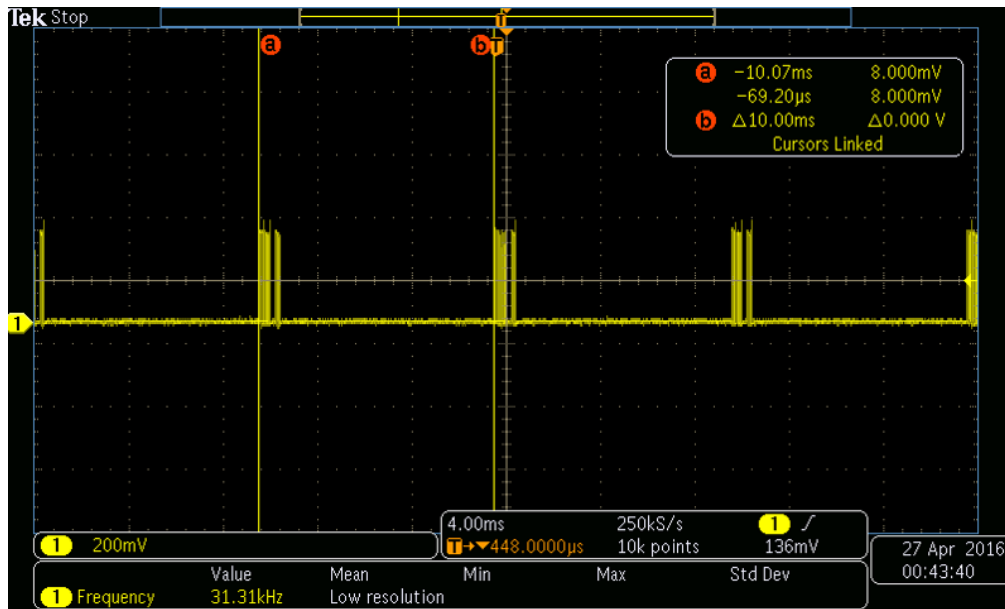 Tek Stop
T
a
b T
a −10.07ms 8.000mV
−69.20µs 8.000mV
b △10.00ms △0.000 V
Cursors Linked
1
1 200mV
4.00ms 250kS/s 1 ∫
T→▼448.0000µs 10k points 136mV
Value Mean Min Max Std Dev
1 Frequency 31.31kHz Low resolution
27 Apr 2016
00:43:40